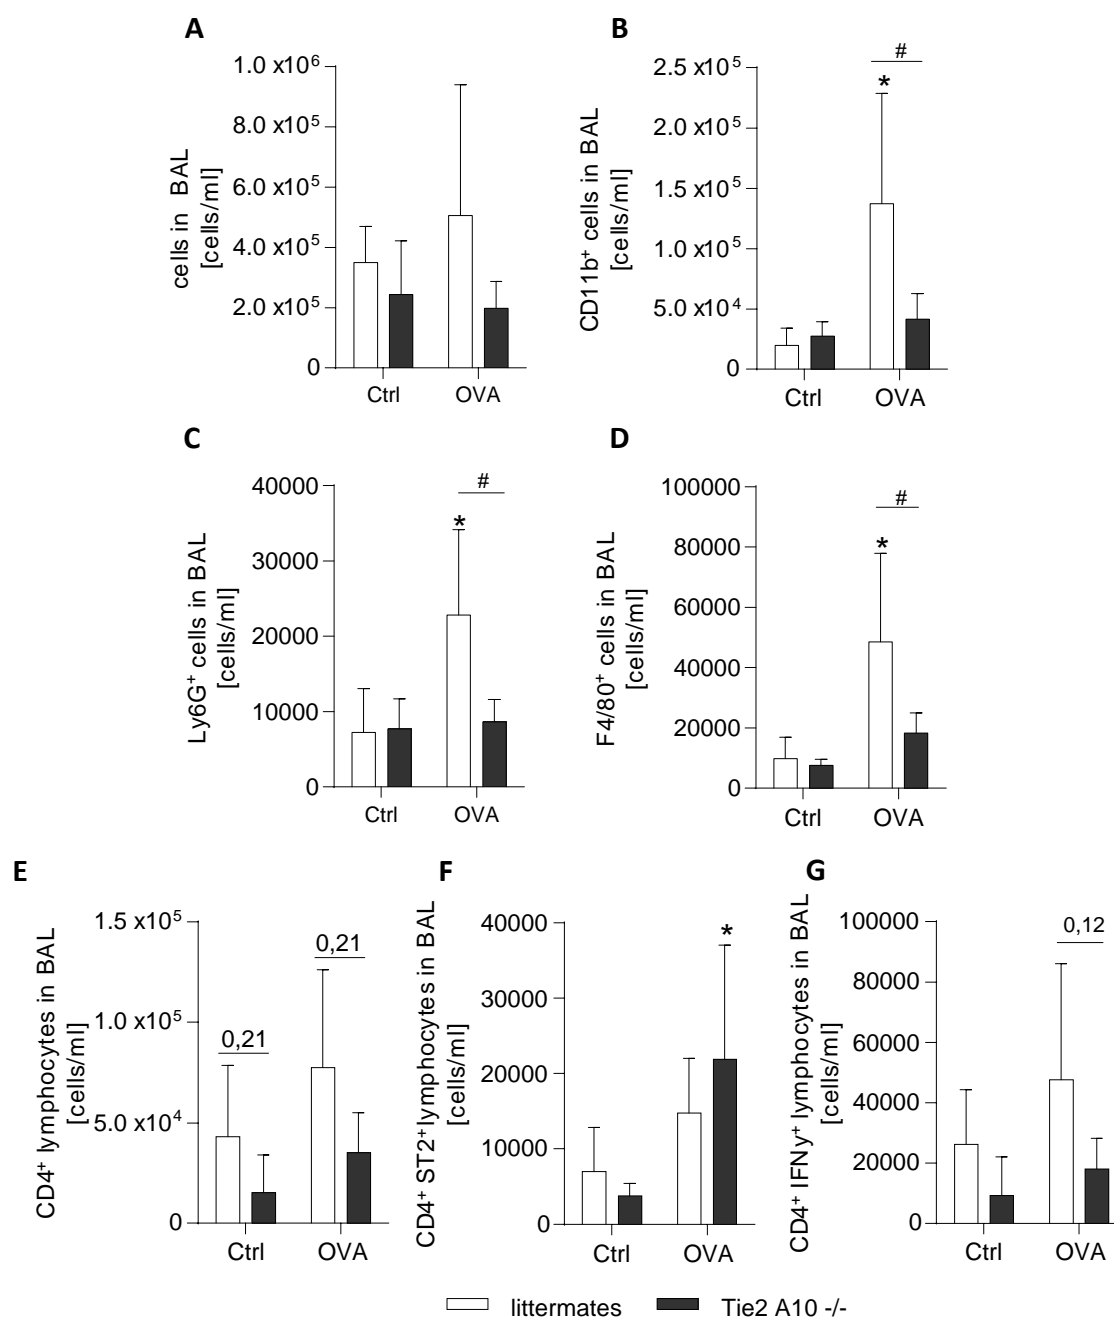 A
cells in BAL
[cells/ml]
1.0 x10⁶
8.0 x10⁵
6.0 x10⁵
4.0 x10⁵
2.0 x10⁵
0
Ctrl OVA
B
CD11b⁺ cells in BAL
[cells/ml]
2.5 x10⁵
2.0 x10⁵
1.5 x10⁵
1.0 x10⁵
5.0 x10⁴
0
#
*
Ctrl OVA
C
Ly6G⁺ cells in BAL
[cells/ml]
40000
30000
20000
10000
0
#
*
Ctrl OVA
D
F4/80⁺ cells in BAL
[cells/ml]
100000
80000
60000
40000
20000
0
#
*
Ctrl OVA
E
CD4⁺ lymphocytes in BAL
[cells/ml]
1.5 x10⁵
1.0 x10⁵
5.0 x10⁴
0
0,21
0,21
Ctrl OVA
F
CD4⁺ ST2⁺lymphocytes in BAL
[cells/ml]
40000
30000
20000
10000
0
*
Ctrl OVA
G
CD4⁺ IFNy⁺ lymphocytes in BAL
[cells/ml]
100000
80000
60000
40000
20000
0
0,12
Ctrl OVA
littermates Tie2 A10 -/-